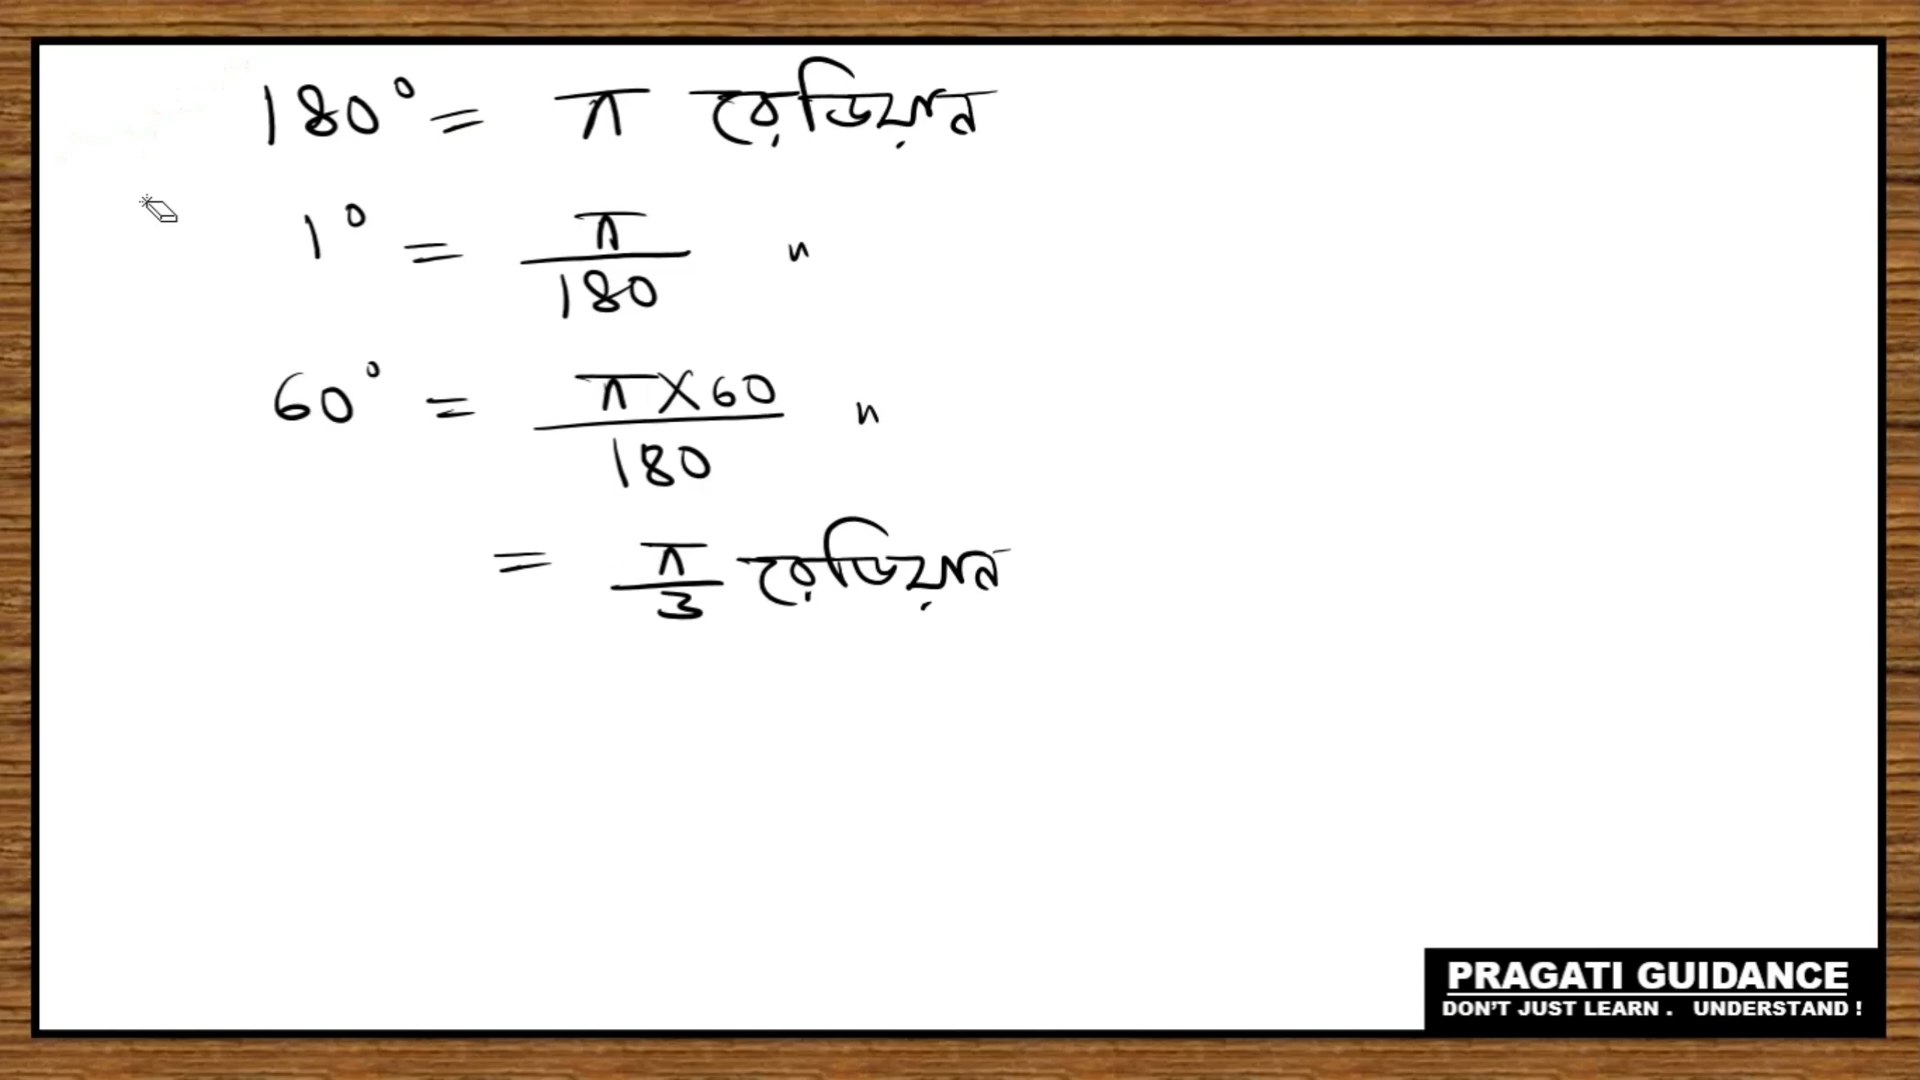 180° = π রেডিয়ান
1° = π/180 "
60° = π×60/180 "
= π/3 রেডিয়ান
PRAGATI GUIDANCE
DON'T JUST LEARN . UNDERSTAND !